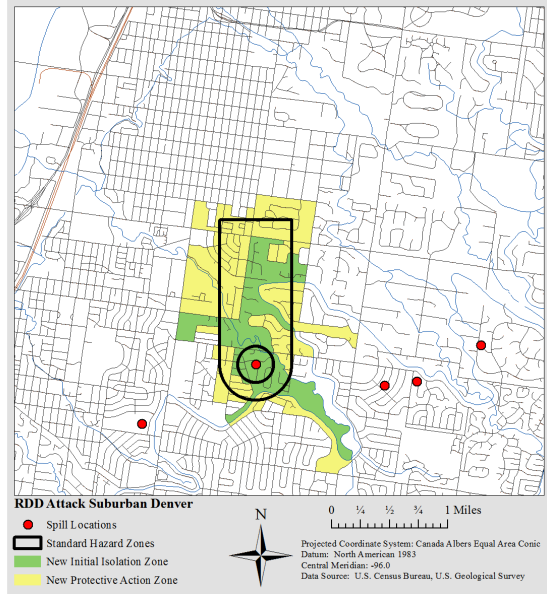 RDD Attack Suburban Denver
Spill Locations
Standard Hazard Zones
New Initial Isolation Zone
New Protective Action Zone
N
0 ¼ ½ ¾ 1 Miles
Projected Coordinate System: Canada Albers Equal Area Conic
Datum: North American 1983
Central Meridian: -96.0
Data Source: U.S. Census Bureau, U.S. Geological Survey